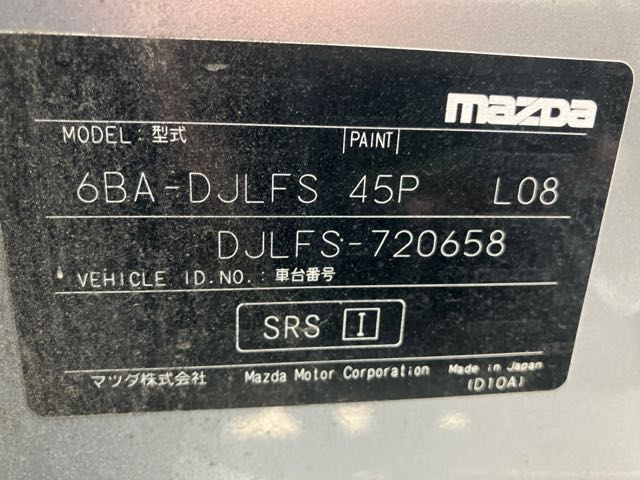 mazda
MODEL:型式 PAINT
6BA-DJLFS 45P L08
DJLFS-720658
VEHICLE ID.NO.:車台番号
SRS I
マツダ株式会社 Mazda Motor Corporation Made in Japan
(D10A)